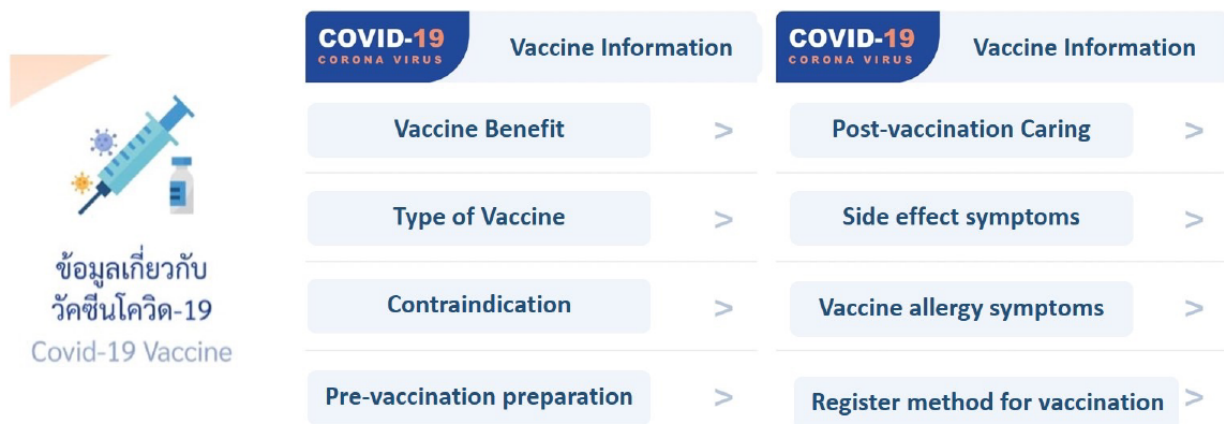 ข้อมูลเกี่ยวกับ
วัคซีนโควิด-19
Covid-19 Vaccine
COVID-19
CORONA VIRUS
Vaccine Information
Vaccine Benefit >
Type of Vaccine >
Contraindication >
Pre-vaccination preparation >
COVID-19
CORONA VIRUS
Vaccine Information
Post-vaccination Caring >
Side effect symptoms >
Vaccine allergy symptoms >
Register method for vaccination >